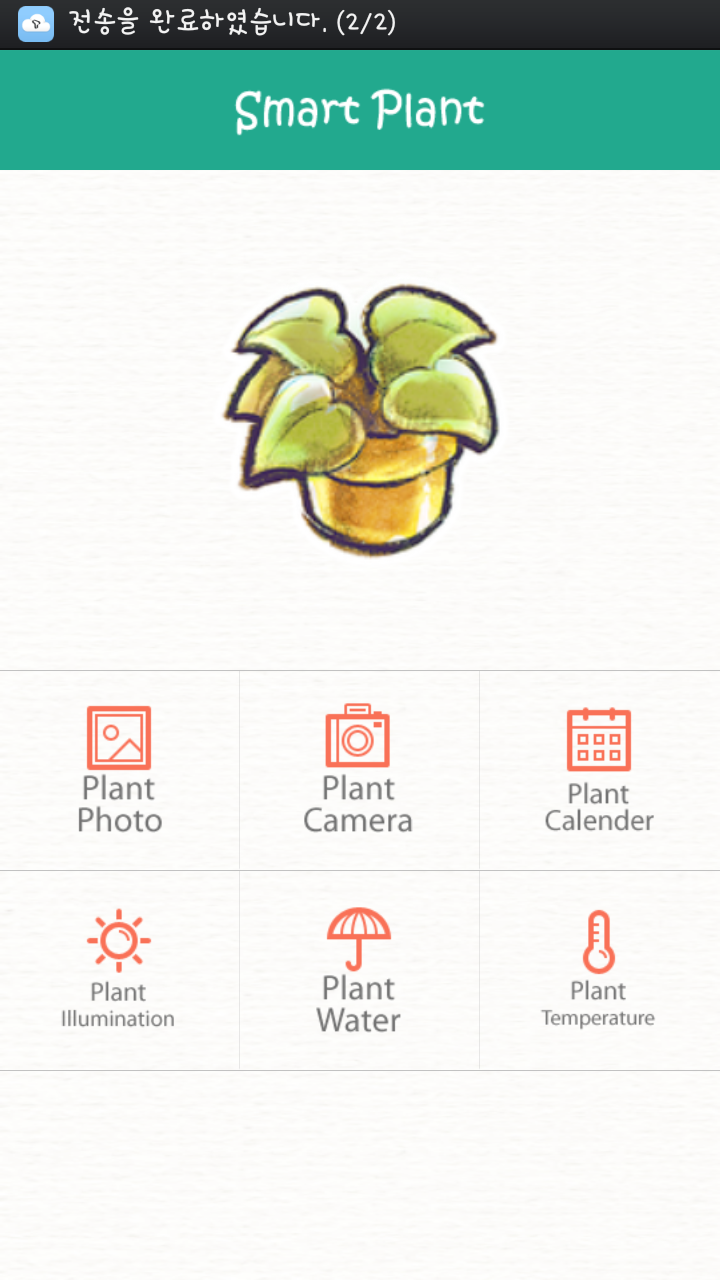 전송을 완료하였습니다. (2/2)
Smart Plant
Plant
Photo
Plant
Camera
Plant
Calender
Plant
Illumination
Plant
Water
Plant
Temperature